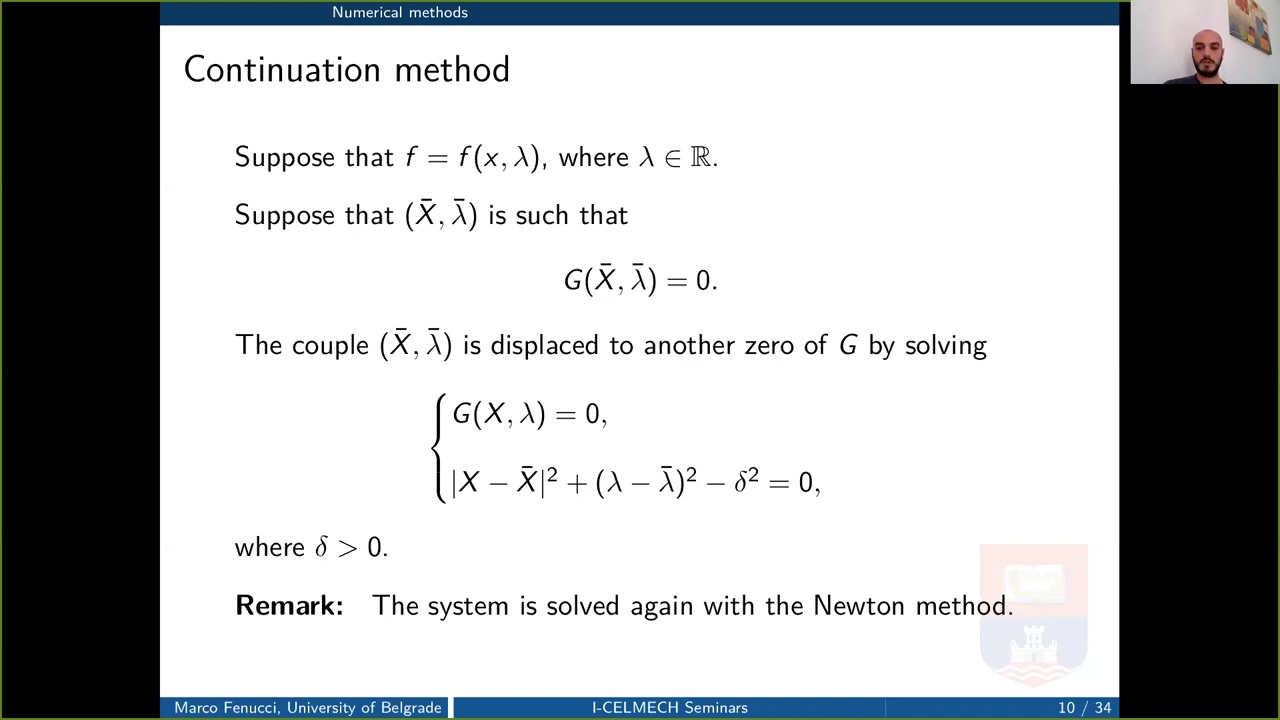 Numerical methods
Continuation method
Suppose that f = f(x, λ), where λ ∈ ℝ.
Suppose that (X̄, λ̄) is such that
G(X̄, λ̄) = 0.
The couple (X̄, λ̄) is displaced to another zero of G by solving
G(X, λ) = 0,
|X − X̄|² + (λ − λ̄)² − δ² = 0,
where δ > 0.
Remark: The system is solved again with the Newton method.
Marco Fenucci, University of Belgrade I-CELMECH Seminars 10 / 34